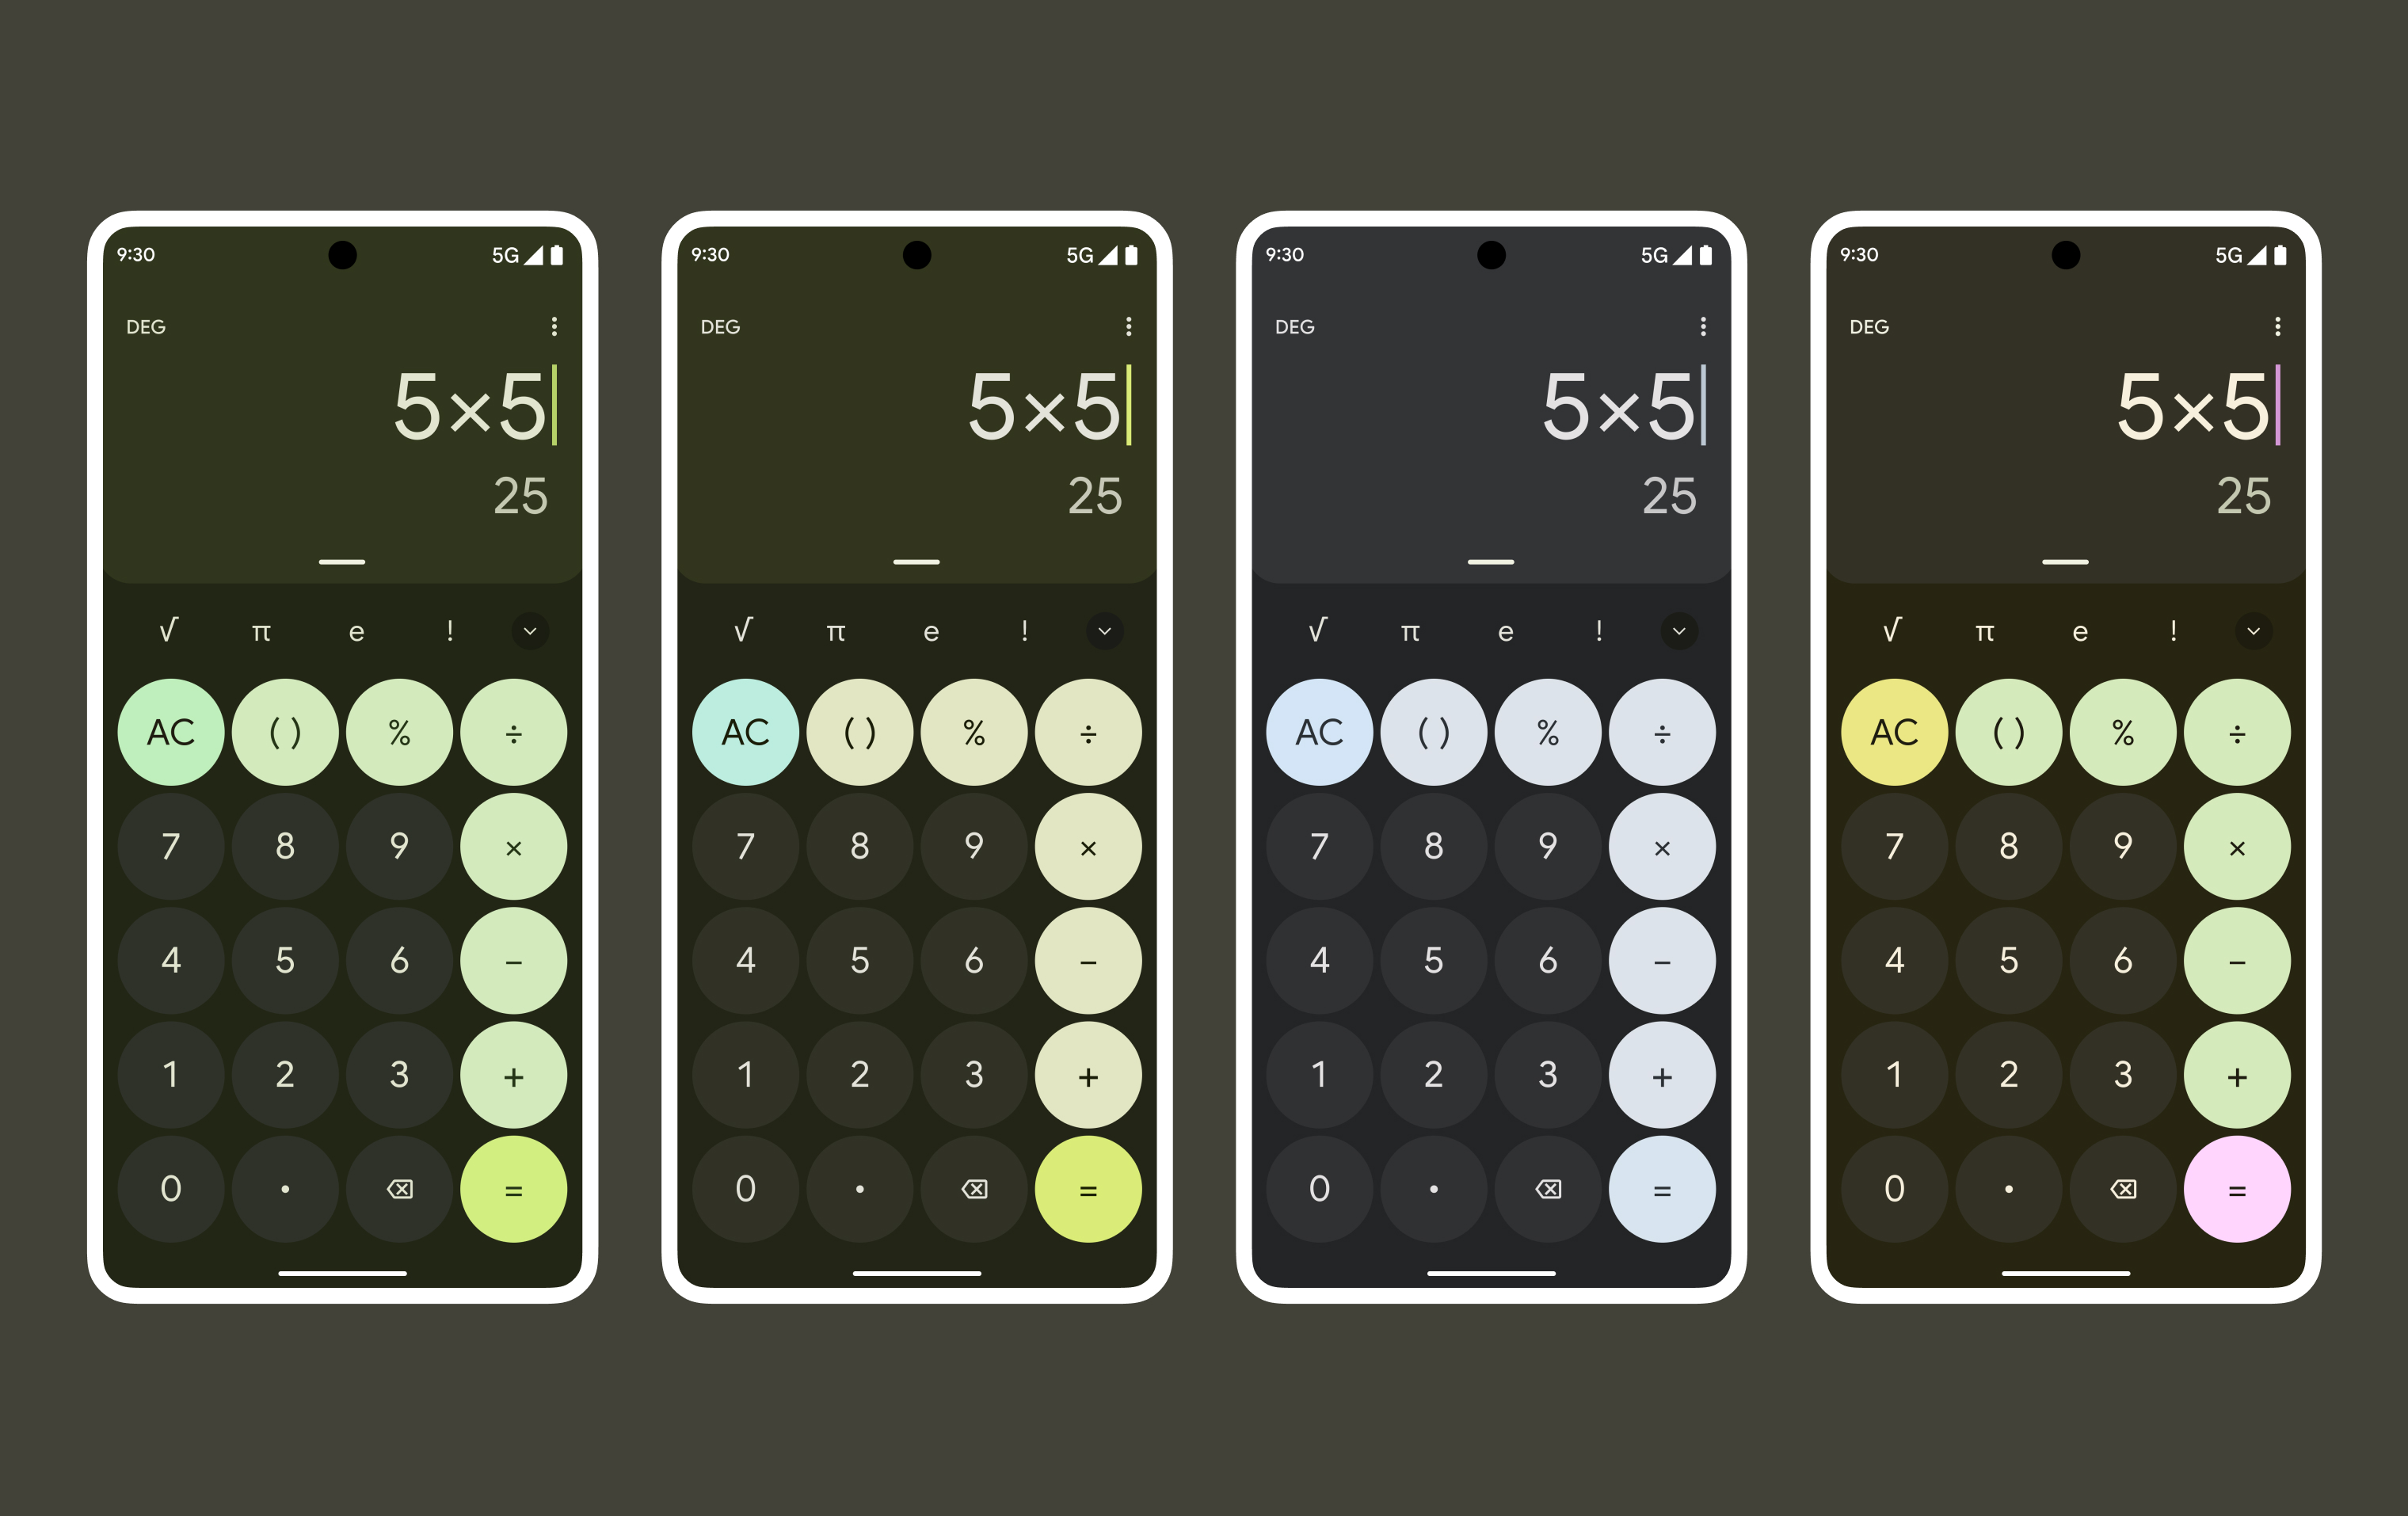 9:30 5G
DEG
5×5
25
√ π e !
AC ( ) % ÷
7 8 9 ×
4 5 6 −
1 2 3 +
0 . =
9:30 5G
DEG
5×5
25
√ π e !
AC ( ) % ÷
7 8 9 ×
4 5 6 −
1 2 3 +
0 . =
9:30 5G
DEG
5×5
25
√ π e !
AC ( ) % ÷
7 8 9 ×
4 5 6 −
1 2 3 +
0 . =
9:30 5G
DEG
5×5
25
√ π e !
AC ( ) % ÷
7 8 9 ×
4 5 6 −
1 2 3 +
0 . =